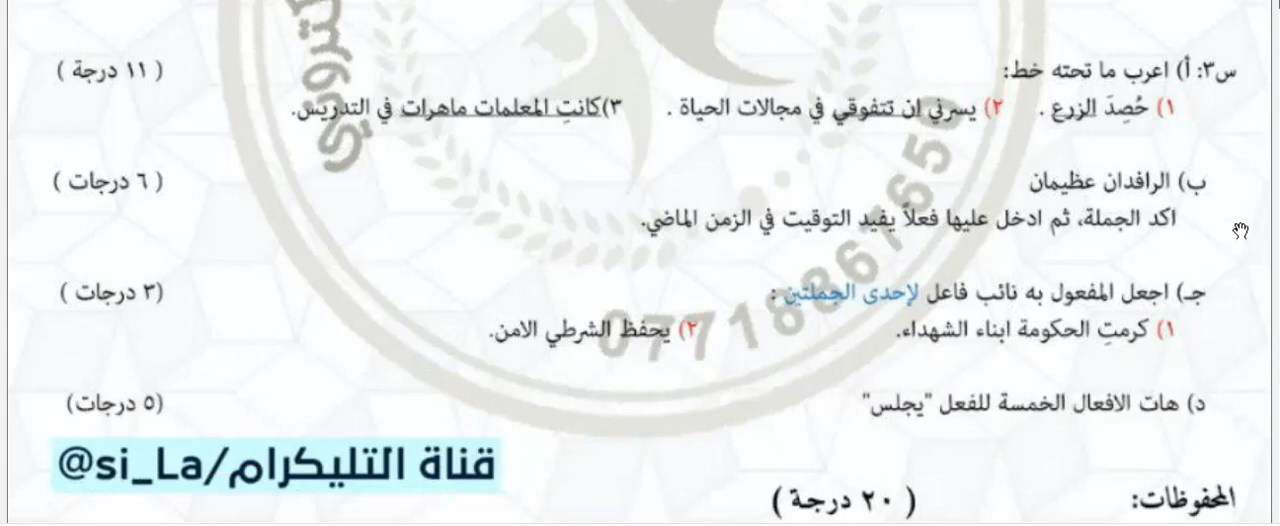 س٣: أ) اعرب ما تحته خط: ( ١١ درجة )
١) حُصِدَ الزرع . ٢) يسرني ان تتفوقي في مجالات الحياة . ٣)كانتِ المعلمات ماهرات في التدريس.
ب) الرافدان عظيمان ( ٦ درجات )
اكد الجملة، ثم ادخل عليها فعلاً يفيد التوقيت في الزمن الماضي.
جـ) اجعل المفعول به نائب فاعل لإحدى الجملتين : (٣ درجات )
١) كرمتِ الحكومة ابناء الشهداء. ٢) يحفظ الشرطي الامن.
د) هات الافعال الخمسة للفعل "يجلس" (٥ درجات)
قناة التليكرام/si_La@
المحفوظات: ( ٢٠ درجة )
07718867650